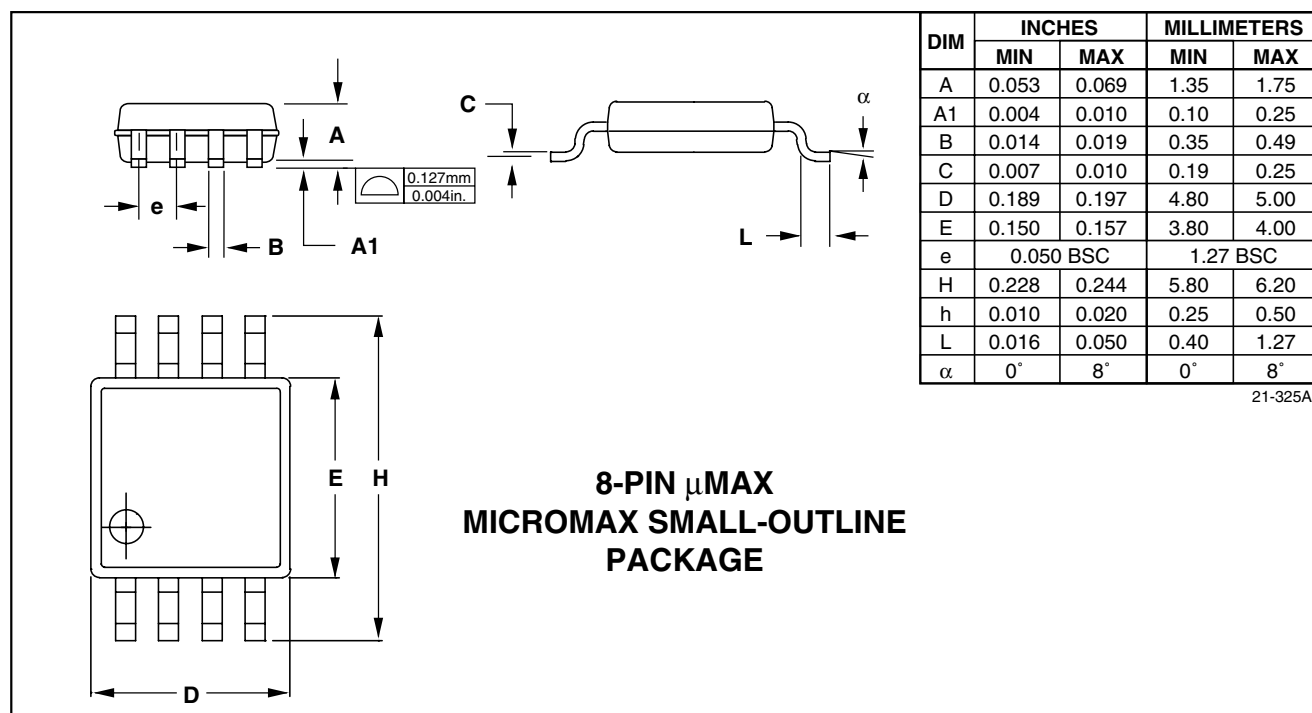 DIM INCHES MILLIMETERS
MIN MAX MIN MAX
A 0.053 0.069 1.35 1.75
A1 0.004 0.010 0.10 0.25
B 0.014 0.019 0.35 0.49
C 0.007 0.010 0.19 0.25
D 0.189 0.197 4.80 5.00
E 0.150 0.157 3.80 4.00
e 0.050 BSC 1.27 BSC
H 0.228 0.244 5.80 6.20
h 0.010 0.020 0.25 0.50
L 0.016 0.050 0.40 1.27
α 0° 8° 0° 8°
21-325A
A
C
α
0.127mm
0.004in.
e
B
A1
L
E
H
D
8-PIN μMAX
MICROMAX SMALL-OUTLINE
PACKAGE